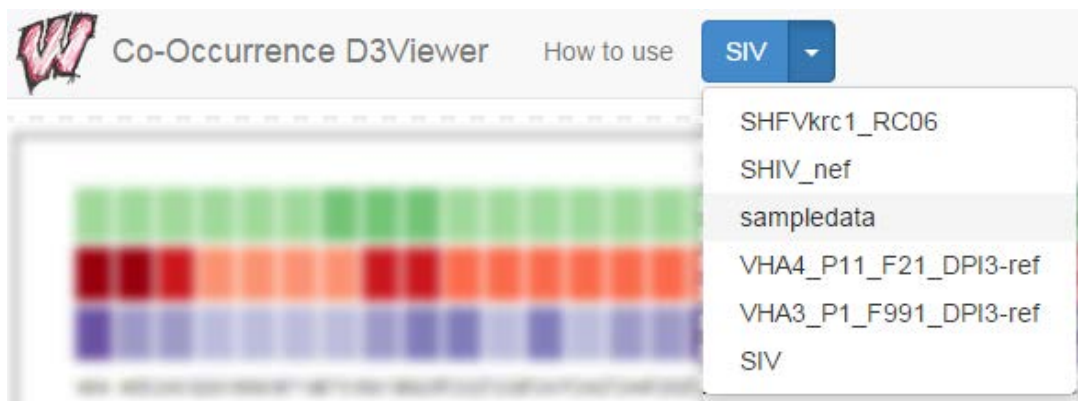 W Co-Occurrence D3Viewer How to use SIV
SHFVkrc1_RC06
SHIV_nef
sampledata
VHA4_P11_F21_DPI3-ref
VHA3_P1_F991_DPI3-ref
SIV